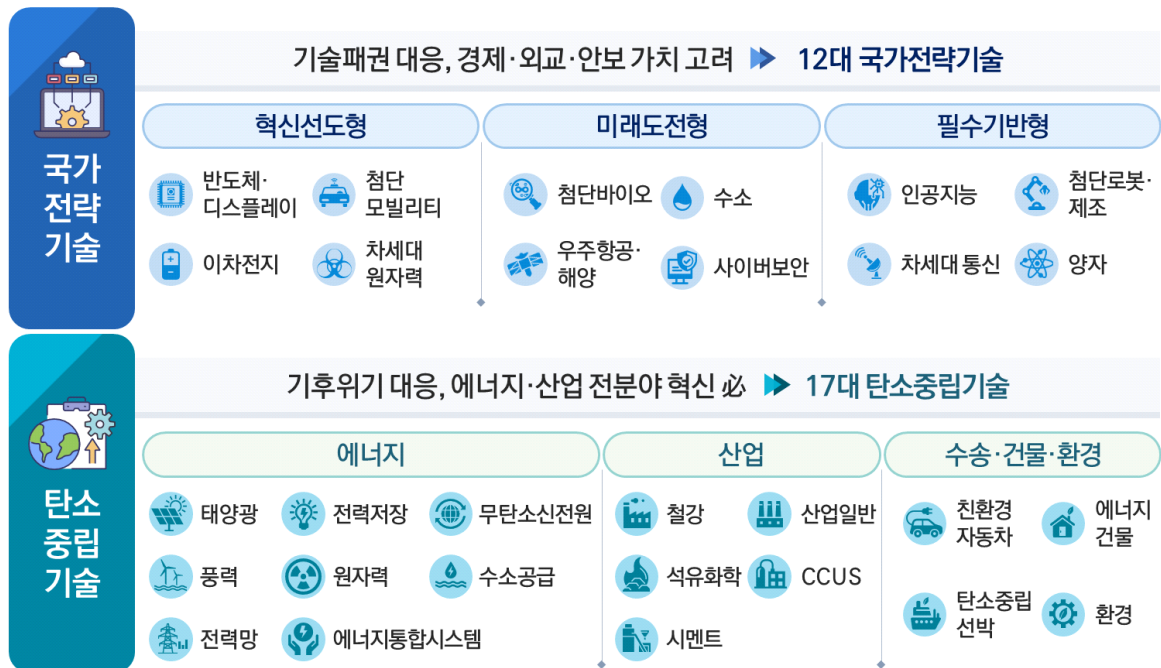 국가
전략
기술
기술패권 대응, 경제·외교·안보 가치 고려
12대 국가전략기술
혁신선도형
반도체·
디스플레이
첨단
모빌리티
이차전지
차세대
원자력
미래도전형
첨단바이오
수소
우주항공·
해양
사이버보안
필수기반형
인공지능
첨단로봇·
제조
차세대 통신
양자
탄소
중립
기술
기후위기 대응, 에너지·산업 전분야 혁신 必
17대 탄소중립기술
에너지
태양광
전력저장
무탄소신전원
풍력
원자력
수소공급
전력망
에너지통합시스템
산업
철강
산업일반
석유화학
CCUS
시멘트
수송·건물·환경
친환경
자동차
에너지
건물
탄소중립
선박
환경